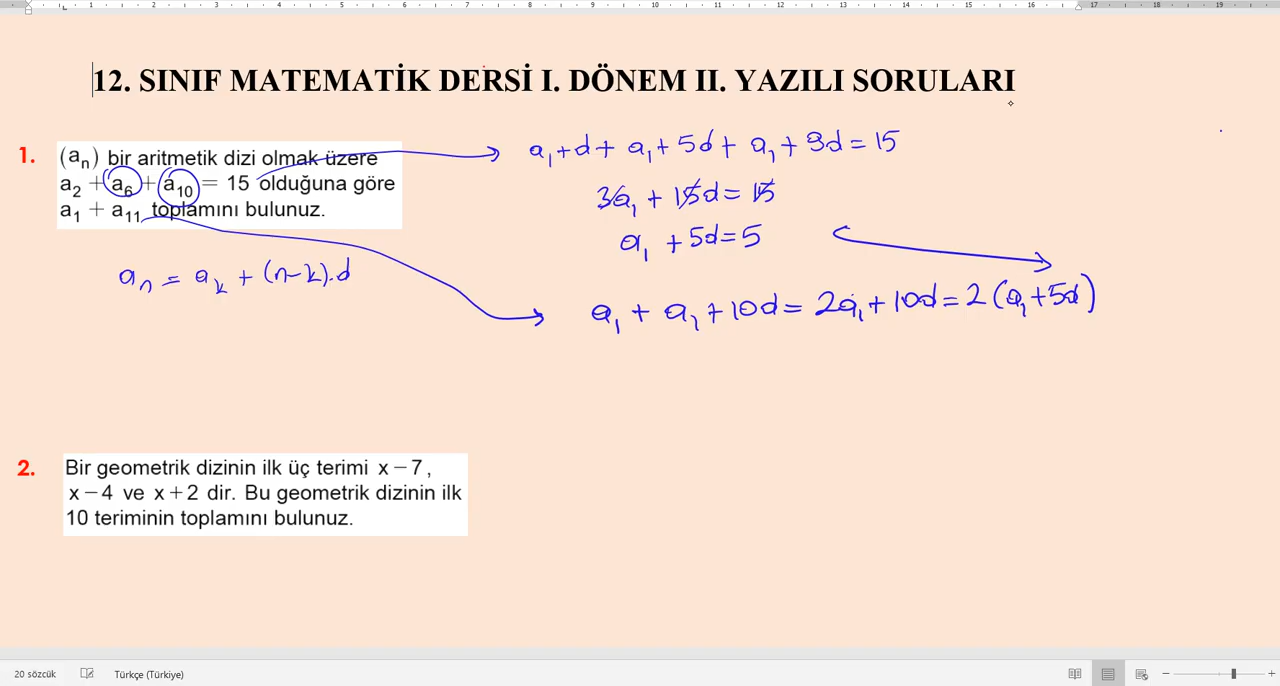 12. SINIF MATEMATİK DERSİ I. DÖNEM II. YAZILI SORULARI
1. (aₙ) bir aritmetik dizi olmak üzere
a₂ + a₆ + a₁₀ = 15 olduğuna göre
a₁ + a₁₁ toplamını bulunuz.
aₙ = aₖ + (n-k).d
a₁ + d + a₁ + 5d + a₁ + 9d = 15
3a₁ + 15d = 15
a₁ + 5d = 5
a₁ + a₁ + 10d = 2a₁ + 10d = 2(a₁ + 5d)
2. Bir geometrik dizinin ilk üç terimi x – 7,
x – 4 ve x + 2 dir. Bu geometrik dizinin ilk
10 teriminin toplamını bulunuz.
20 sözcük Türkçe (Türkiye)